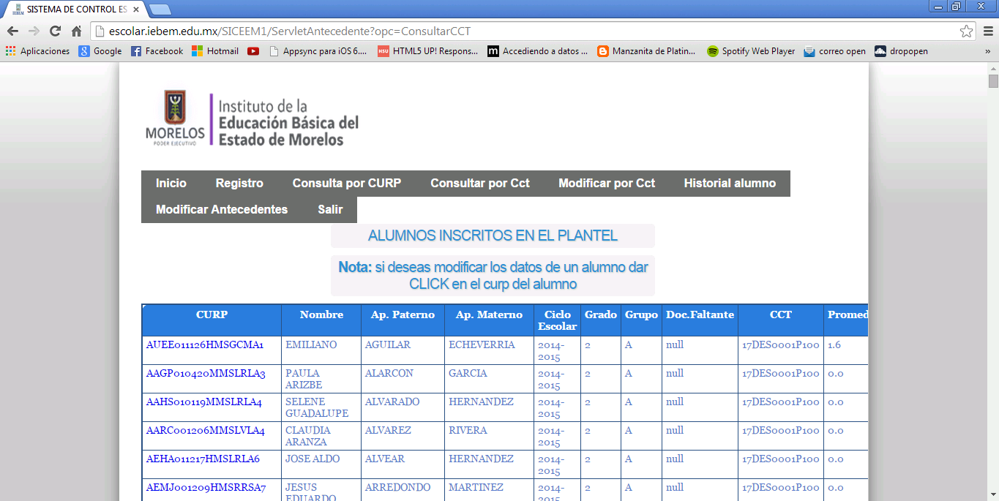 SISTEMA DE CONTROL ES
escolar.iebem.edu.mx/SICEEM1/ServletAntecedente?opc=ConsultarCCT
Aplicaciones Google Facebook Hotmail Appsync para iOS 6.... HTML5 UP! Respons... Accediendo a datos ... Manzanita de Platin... Spotify Web Player correo open dropopen »
MORELOS
PODER EJECUTIVO
Instituto de la
Educación Básica del
Estado de Morelos
Inicio Registro Consulta por CURP Consultar por Cct Modificar por Cct Historial alumno
Modificar Antecedentes Salir
ALUMNOS INSCRITOS EN EL PLANTEL
Nota: si deseas modificar los datos de un alumno dar
CLICK en el curp del alumno
CURP Nombre Ap. Paterno Ap. Materno Ciclo Escolar Grado Grupo Doc.Faltante CCT Promed
AUEE011126HMSGCMA1 EMILIANO AGUILAR ECHEVERRIA 2014-2015 2 A null 17DES0001P100 1.6
AAGP010420MMSLRLA3 PAULA ARIZBE ALARCON GARCIA 2014-2015 2 A null 17DES0001P100 0.0
AAHS010119MMSLRLA4 SELENE GUADALUPE ALVARADO HERNANDEZ 2014-2015 2 A null 17DES0001P100 0.0
AARC001206MMSLVLA4 CLAUDIA ARANZA ALVAREZ RIVERA 2014-2015 2 A null 17DES0001P100 0.0
AEHA011217HMSLRLA6 JOSE ALDO ALVEAR HERNANDEZ 2014-2015 2 A null 17DES0001P100 0.0
AEMJ001209HMSRRSA7 JESUS EDUARDO ARREDONDO MARTINEZ 2014-2015 2 A null 17DES0001P100 0.0